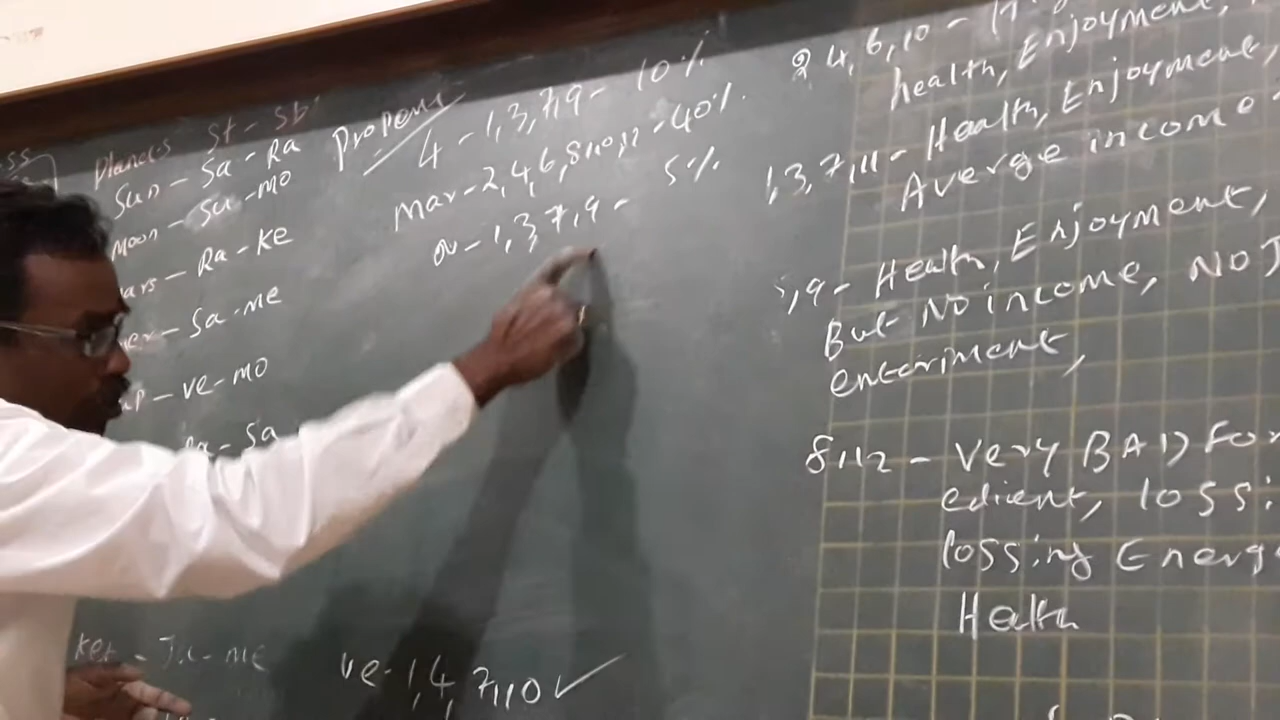 Planets St - Sb
Sun - Sa - Ra
Moon - Su - mo
ars - Ra - Ke
er - Sa - me
- ve - mo
- Sa
Ket - Ju - me
4 - 1,3,7,9 - 10%
mar - 2,4,6,8,10,12 - 40%
- 1,3,7,9 - 5%
ve - 1,4,7,10 ✓
2 4,6,10 -
health, Enjoyment,
1,3,7,11 - Health, Enjoyment,
Averge income
,9 - Health, Enjoyment,
But No income, NO J
enteriment,
8,12 - Very BAD For
edient, loss
lossing Energ
Health